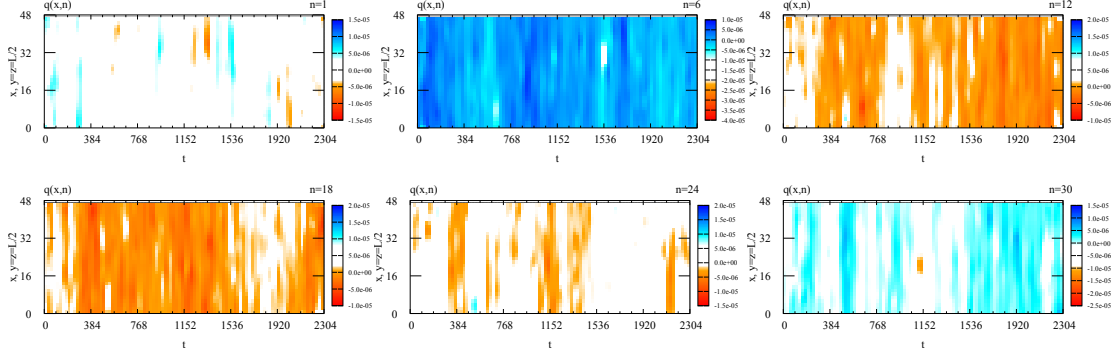 q(x,n) n=1
48
32
16
0
x, y=z=L/2
0 384 768 1152 1536 1920 2304
t
1.5e-05
1.0e-05
5.0e-06
0.0e+00
-5.0e-06
-1.0e-05
-1.5e-05
q(x,n) n=6
48
32
16
0
x, y=z=L/2
0 384 768 1152 1536 1920 2304
t
1.0e-05
5.0e-06
0.0e+00
-5.0e-06
-1.0e-05
-1.5e-05
-2.0e-05
-2.5e-05
-3.0e-05
-3.5e-05
-4.0e-05
q(x,n) n=12
48
32
16
0
x, y=z=L/2
0 384 768 1152 1536 1920 2304
t
2.0e-05
1.5e-05
1.0e-05
5.0e-06
0.0e+00
-5.0e-06
-1.0e-05
q(x,n) n=18
48
32
16
0
x, y=z=L/2
0 384 768 1152 1536 1920 2304
t
2.0e-05
1.5e-05
1.0e-05
5.0e-06
0.0e+00
-5.0e-06
-1.0e-05
q(x,n) n=24
48
32
16
0
x, y=z=L/2
0 384 768 1152 1536 1920 2304
t
2.0e-05
1.5e-05
1.0e-05
5.0e-06
0.0e+00
-5.0e-06
-1.0e-05
-1.5e-05
q(x,n) n=30
48
32
16
0
x, y=z=L/2
0 384 768 1152 1536 1920 2304
t
1.5e-05
1.0e-05
5.0e-06
0.0e+00
-5.0e-06
-1.0e-05
-1.5e-05
-2.0e-05
-2.5e-05